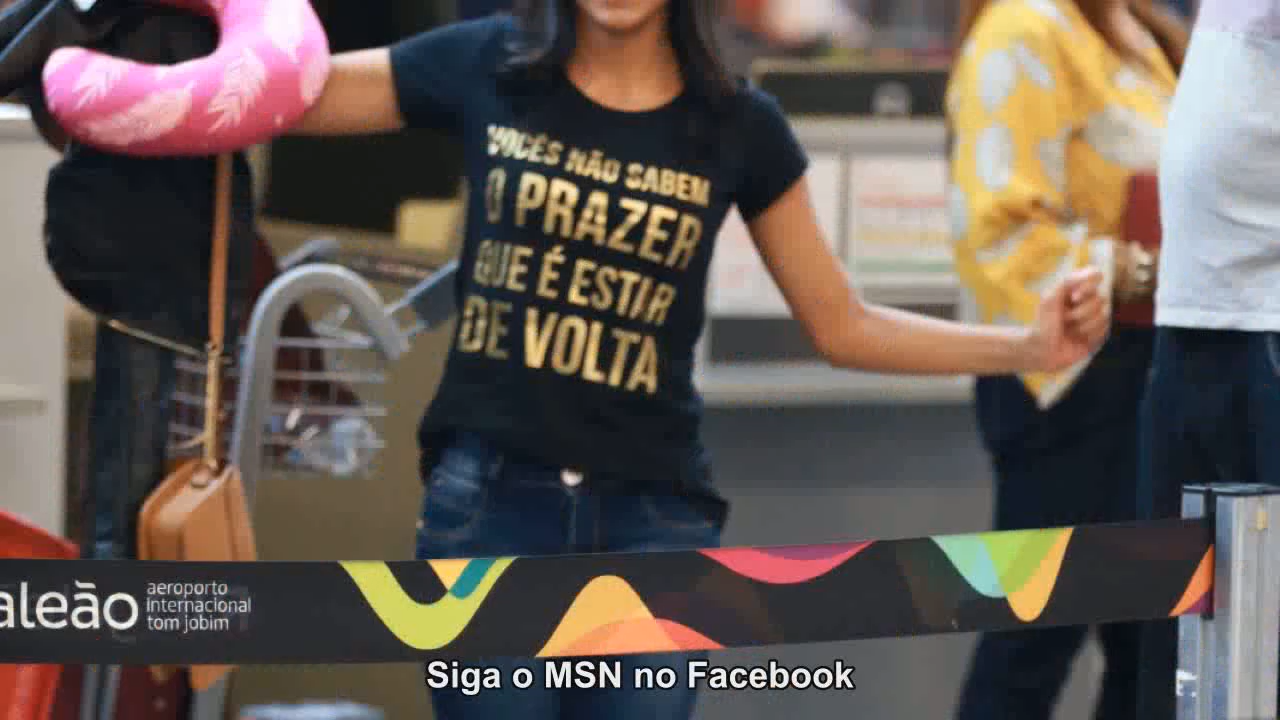 VOCÊS NÃO SABEM
O PRAZER
QUE É ESTAR
DE VOLTA
aleão
aeroporto
internacional
tom jobim
Siga o MSN no Facebook